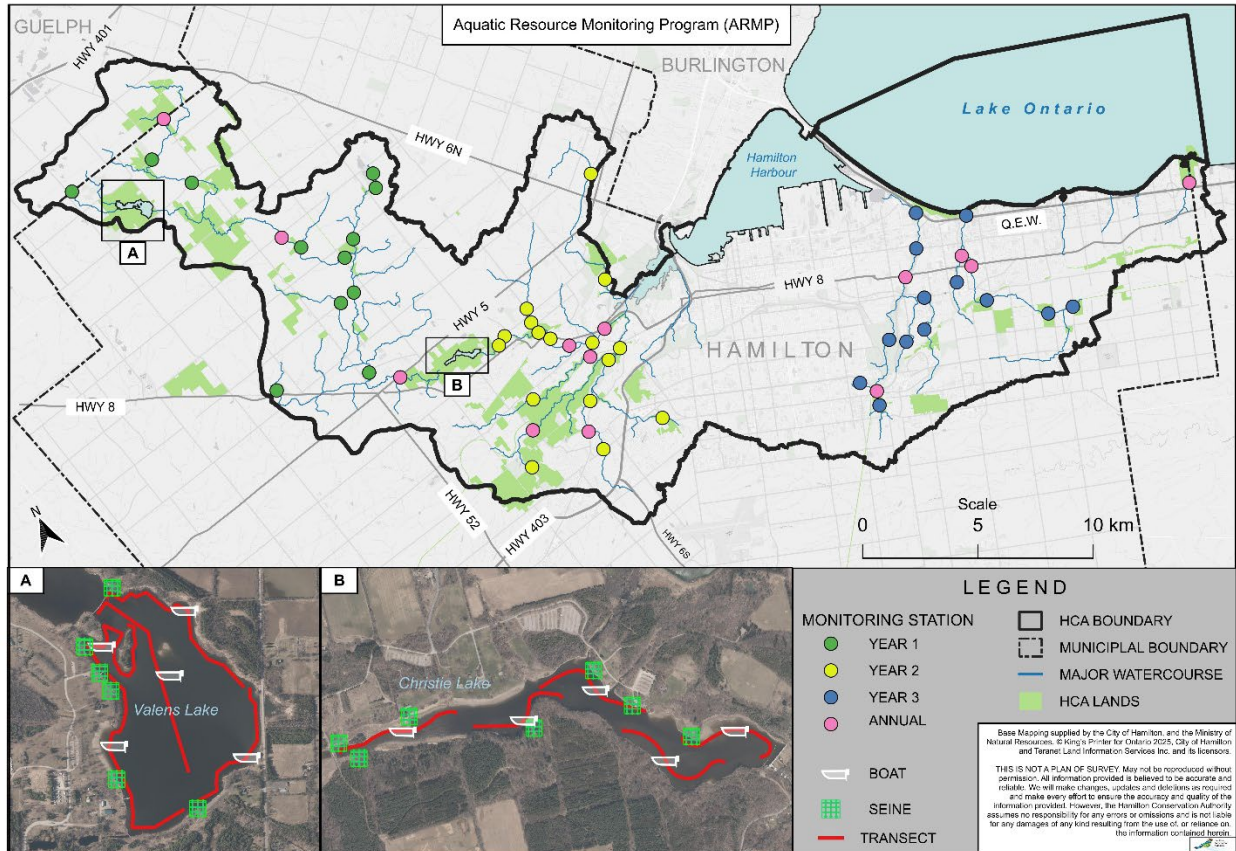 Aquatic Resource Monitoring Program (ARMP)
GUELPH
HWY 401
BURLINGTON
Lake Ontario
HWY 6N
Hamilton
Harbour
Q.E.W.
A
HWY 8
HWY 5
HAMILTON
B
HWY 8
HWY 52
HWY 403
HWY 6S
N
Scale
0 5 10 km
A
Valens Lake
B
Christie Lake
LEGEND
MONITORING STATION
YEAR 1
YEAR 2
YEAR 3
ANNUAL
BOAT
SEINE
TRANSECT
HCA BOUNDARY
MUNICIPLAL BOUNDARY
MAJOR WATERCOURSE
HCA LANDS
Base Mapping supplied by the City of Hamilton, and the Ministry of
Natural Resources. © King's Printer for Ontario 2025, City of Hamilton
and Teranet Land Information Services Inc. and its licensors.
THIS IS NOT A PLAN OF SURVEY. May not be reproduced without
permission. All information provided is believed to be accurate and
reliable. We will make changes, updates and deletions as required
and make every effort to ensure the accuracy and quality of the
information provided. However, the Hamilton Conservation Authority
assumes no responsibility for any errors or omissions and is not liable
for any damages of any kind resulting from the use of, or reliance on,
the information contained herein.